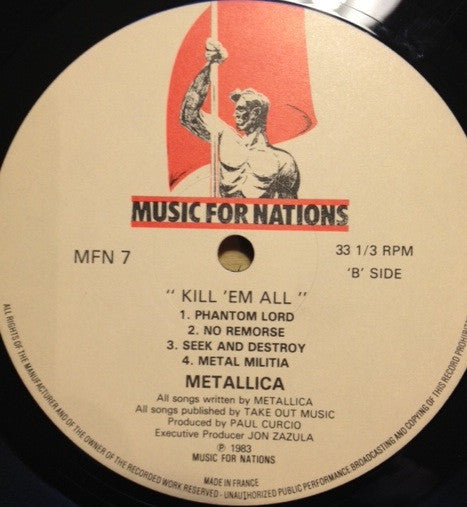 MUSIC FOR NATIONS
MFN 7
33 1/3 RPM
'B' SIDE
" KILL 'EM ALL "
1. PHANTOM LORD
2. NO REMORSE
3. SEEK AND DESTROY
4. METAL MILITIA
METALLICA
All songs written by METALLICA
All songs published by TAKE OUT MUSIC
Produced by PAUL CURCIO
Executive Producer JON ZAZULA
℗ 1983
MUSIC FOR NATIONS
MADE IN FRANCE
ALL RIGHTS OF THE MANUFACTURER AND OF THE OWNER OF THE RECORDED WORK RESERVED - UNAUTHORIZED PUBLIC PERFORMANCE, BROADCASTING AND COPYING OF THIS RECORD PROHIBITED